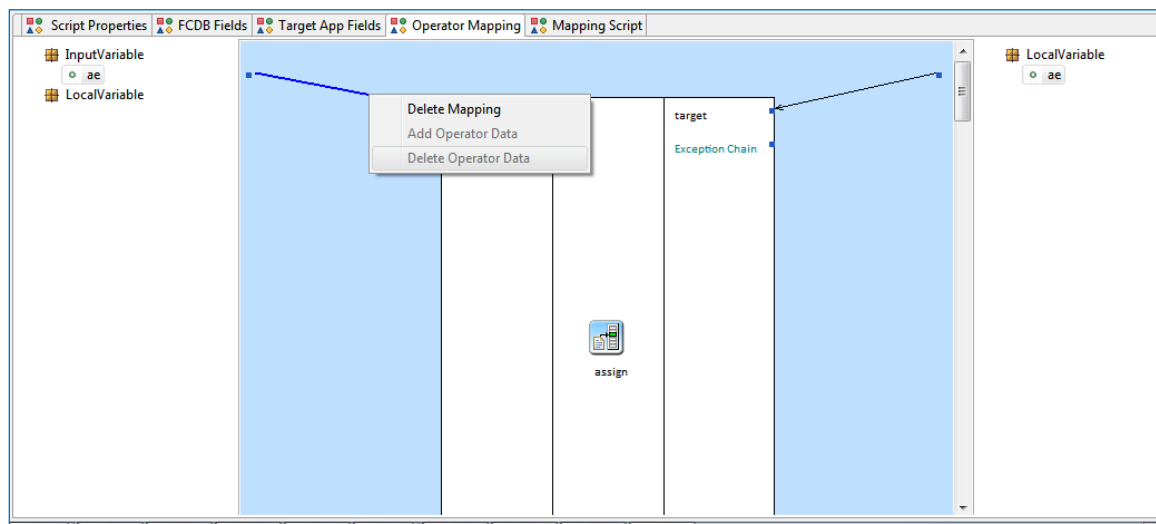 Script Properties FCDB Fields Target App Fields Operator Mapping Mapping Script
InputVariable
ae
LocalVariable
Delete Mapping
Add Operator Data
Delete Operator Data
target
Exception Chain
assign
LocalVariable
ae